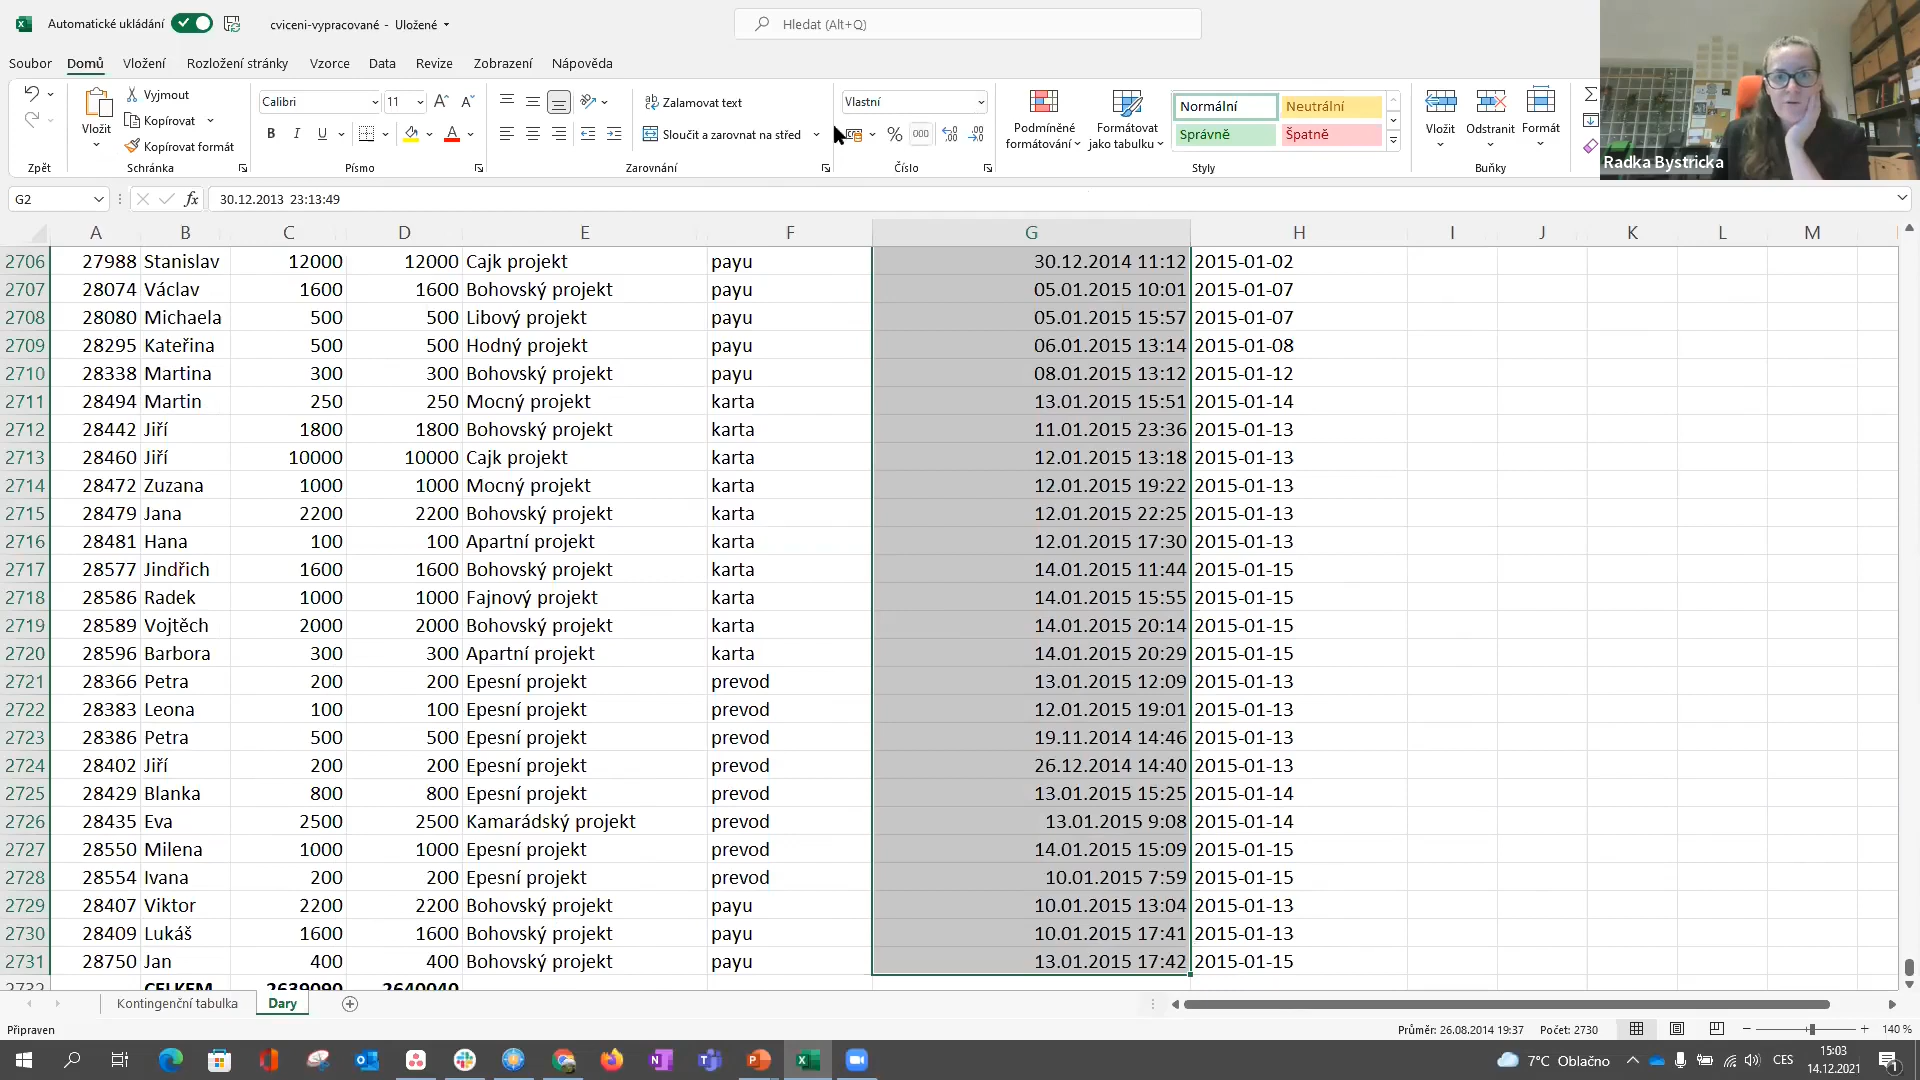 Automatické ukládání cviceni-vypracované - Uložené Hledat (Alt+Q)
Soubor Domů Vložení Rozložení stránky Vzorce Data Revize Zobrazení Nápověda
Vložit Vyjmout Kopírovat Kopírovat formát
Calibri 11
Zalamovat text
Sloučit a zarovnat na střed
Vlastní
% 000
Podmíněné formátování Formátovat jako tabulku
Normální Neutrální
Správně Špatně
Vložit Odstranit Formát
Zpět Schránka Písmo Zarovnání Číslo Styly Buňky
Radka Bystricka
G2 fx 30.12.2013 23:13:49
A B C D E F G H I J K L M
2706 27988 Stanislav 12000 12000 Cajk projekt payu 30.12.2014 11:12 2015-01-02
2707 28074 Václav 1600 1600 Bohovský projekt payu 05.01.2015 10:01 2015-01-07
2708 28080 Michaela 500 500 Libový projekt payu 05.01.2015 15:57 2015-01-07
2709 28295 Kateřina 500 500 Hodný projekt payu 06.01.2015 13:14 2015-01-08
2710 28338 Martina 300 300 Bohovský projekt payu 08.01.2015 13:12 2015-01-12
2711 28494 Martin 250 250 Mocný projekt karta 13.01.2015 15:51 2015-01-14
2712 28442 Jiří 1800 1800 Bohovský projekt karta 11.01.2015 23:36 2015-01-13
2713 28460 Jiří 10000 10000 Cajk projekt karta 12.01.2015 13:18 2015-01-13
2714 28472 Zuzana 1000 1000 Mocný projekt karta 12.01.2015 19:22 2015-01-13
2715 28479 Jana 2200 2200 Bohovský projekt karta 12.01.2015 22:25 2015-01-13
2716 28481 Hana 100 100 Apartní projekt karta 12.01.2015 17:30 2015-01-13
2717 28577 Jindřich 1600 1600 Bohovský projekt karta 14.01.2015 11:44 2015-01-15
2718 28586 Radek 1000 1000 Fajnový projekt karta 14.01.2015 15:55 2015-01-15
2719 28589 Vojtěch 2000 2000 Bohovský projekt karta 14.01.2015 20:14 2015-01-15
2720 28596 Barbora 300 300 Apartní projekt karta 14.01.2015 20:29 2015-01-15
2721 28366 Petra 200 200 Epesní projekt prevod 13.01.2015 12:09 2015-01-13
2722 28383 Leona 100 100 Epesní projekt prevod 12.01.2015 19:01 2015-01-13
2723 28386 Petra 500 500 Epesní projekt prevod 19.11.2014 14:46 2015-01-13
2724 28402 Jiří 200 200 Epesní projekt prevod 26.12.2014 14:40 2015-01-13
2725 28429 Blanka 800 800 Epesní projekt prevod 13.01.2015 15:25 2015-01-14
2726 28435 Eva 2500 2500 Kamarádský projekt prevod 13.01.2015 9:08 2015-01-14
2727 28550 Milena 1000 1000 Epesní projekt prevod 14.01.2015 15:09 2015-01-15
2728 28554 Ivana 200 200 Epesní projekt prevod 10.01.2015 7:59 2015-01-15
2729 28407 Viktor 2200 2200 Bohovský projekt payu 10.01.2015 13:04 2015-01-13
2730 28409 Lukáš 1600 1600 Bohovský projekt payu 10.01.2015 17:41 2015-01-13
2731 28750 Jan 400 400 Bohovský projekt payu 13.01.2015 17:42 2015-01-15
2732 CELKEM 2639090 2640040
Kontingenční tabulka Dary
Připraven Průměr: 26.08.2014 19:37 Počet: 2730 140 %
7°C Oblačno CES 15:03
14.12.2021